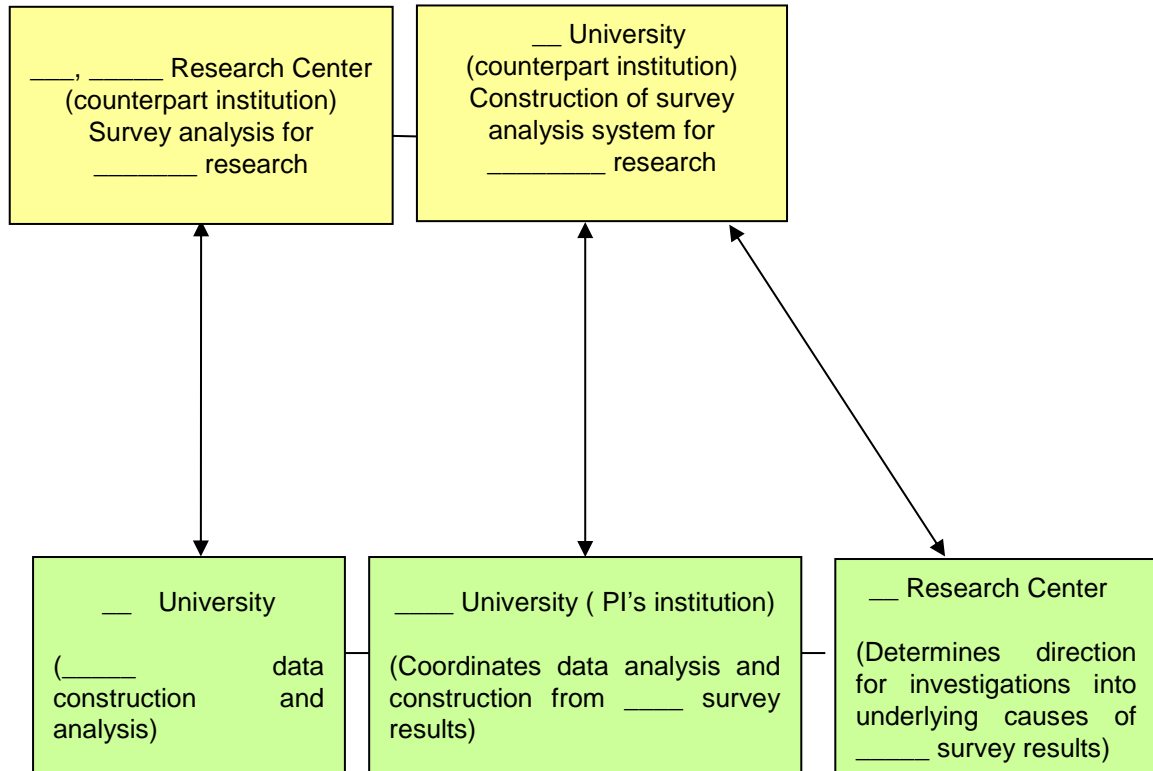 ___, _____ Research Center
(counterpart institution)
Survey analysis for
_______ research
__ University
(counterpart institution)
Construction of survey
analysis system for
________ research
__ University
(_____ data
construction and
analysis)
____ University ( PI’s institution)
(Coordinates data analysis and
construction from ____ survey
results)
__ Research Center
(Determines direction
for investigations into
underlying causes of
_____ survey results)